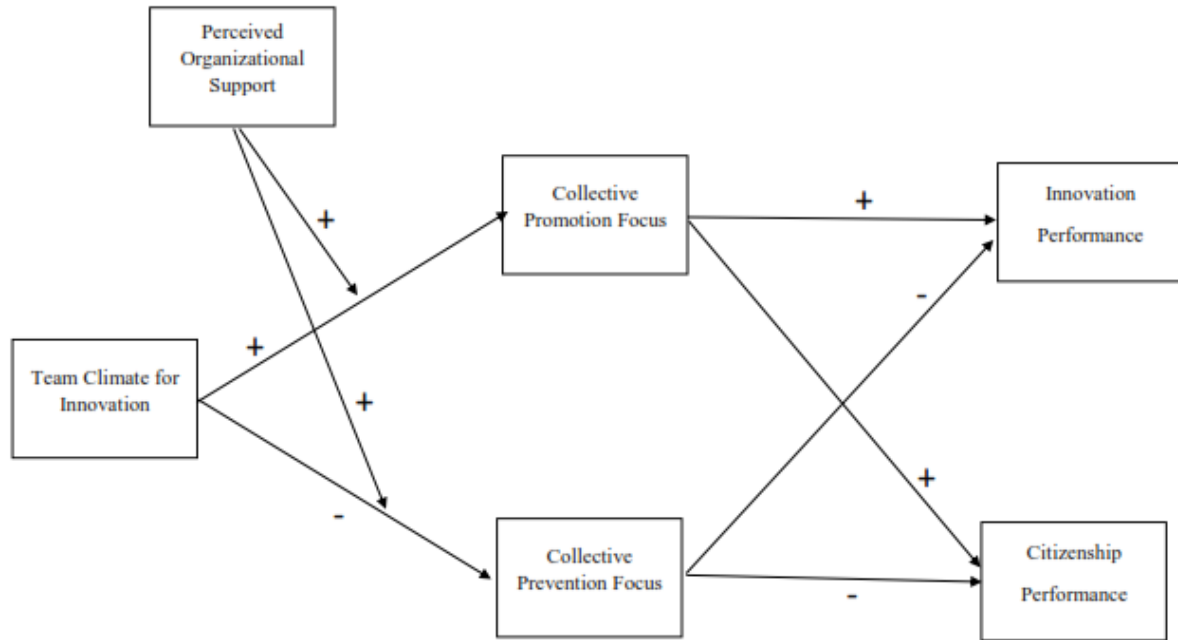 Perceived
Organizational
Support
+
+
+
-
Team Climate for
Innovation
Collective
Promotion Focus
Collective
Prevention Focus
+
-
+
-
Innovation
Performance
Citizenship
Performance